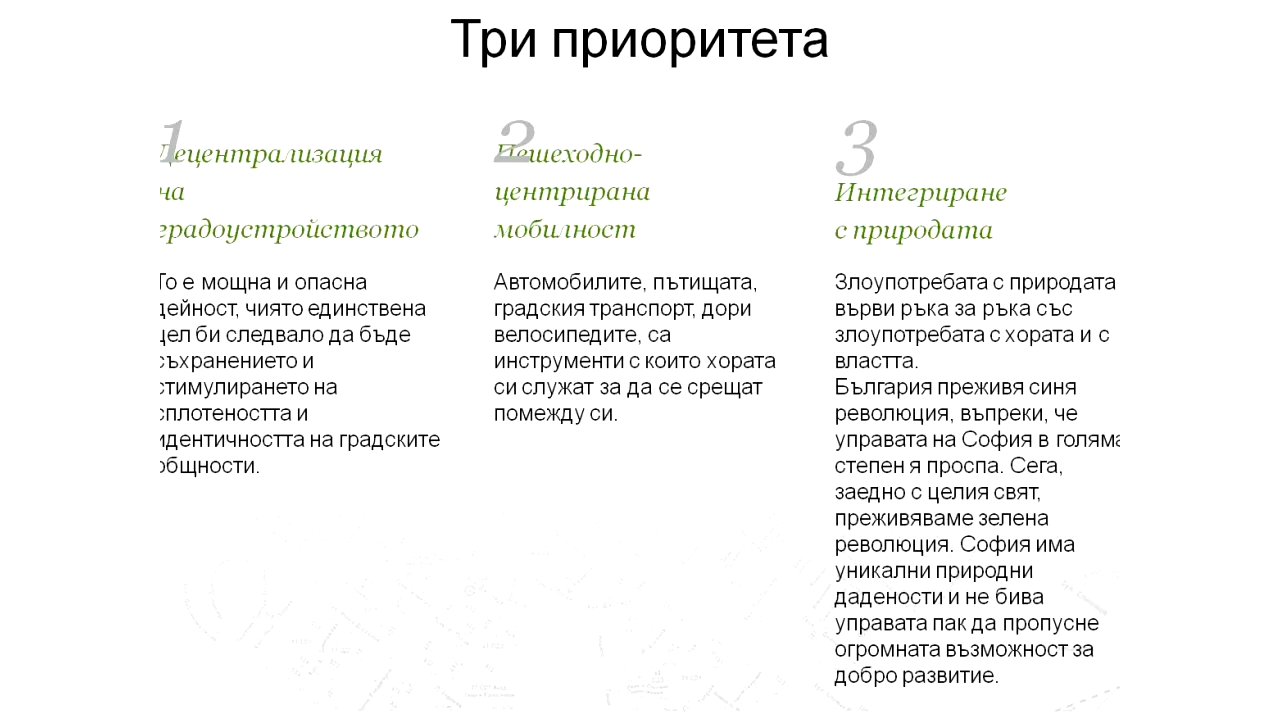 Три приоритета
1
Децентрализация
на
градоустройството
То е мощна и опасна
дейност, чиято единствена
цел би следвало да бъде
съхранението и
стимулирането на
сплотеността и
идентичността на градските
общности.
2
Пешеходно-
центрирана
мобилност
Автомобилите, пътищата,
градския транспорт, дори
велосипедите, са
инструменти с които хората
си служат за да се срещат
помежду си.
3
Интегриране
с природата
Злоупотребата с природата
върви ръка за ръка със
злоупотребата с хората и с
властта.
България преживя синя
революция, въпреки, че
управата на София в голяма
степен я проспа. Сега,
заедно с целия свят,
преживяваме зелена
революция. София има
уникални природни
дадености и не бива
управата пак да пропусне
огромната възможност за
добро развитие.